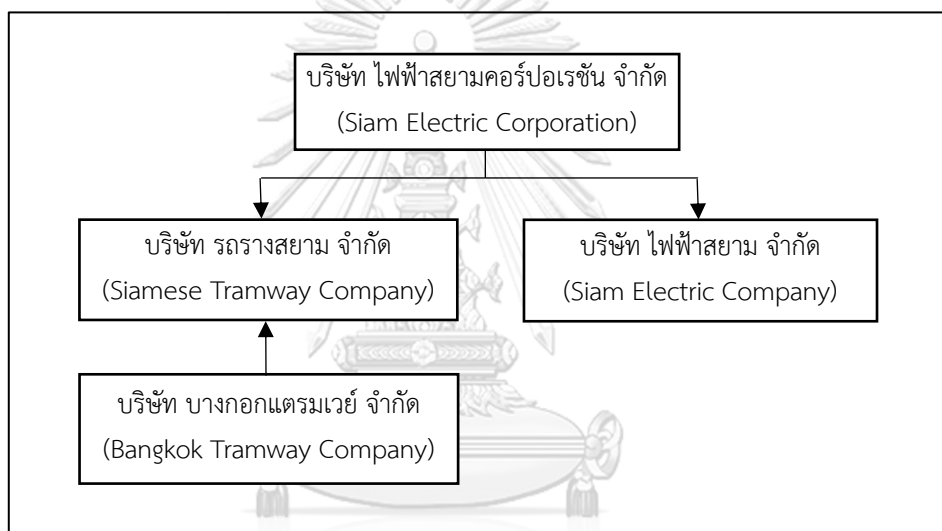 บริษัท ไฟฟ้าสยามคอร์ปอเรชัน จำกัด
(Siam Electric Corporation)
บริษัท รถรางสยาม จำกัด
(Siamese Tramway Company)
บริษัท ไฟฟ้าสยาม จำกัด
(Siam Electric Company)
บริษัท บางกอกแตรมเวย์ จำกัด
(Bangkok Tramway Company)